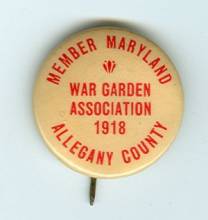 MEMBER MARYLAND
WAR GARDEN
ASSOCIATION
1918
ALLEGANY COUNTY